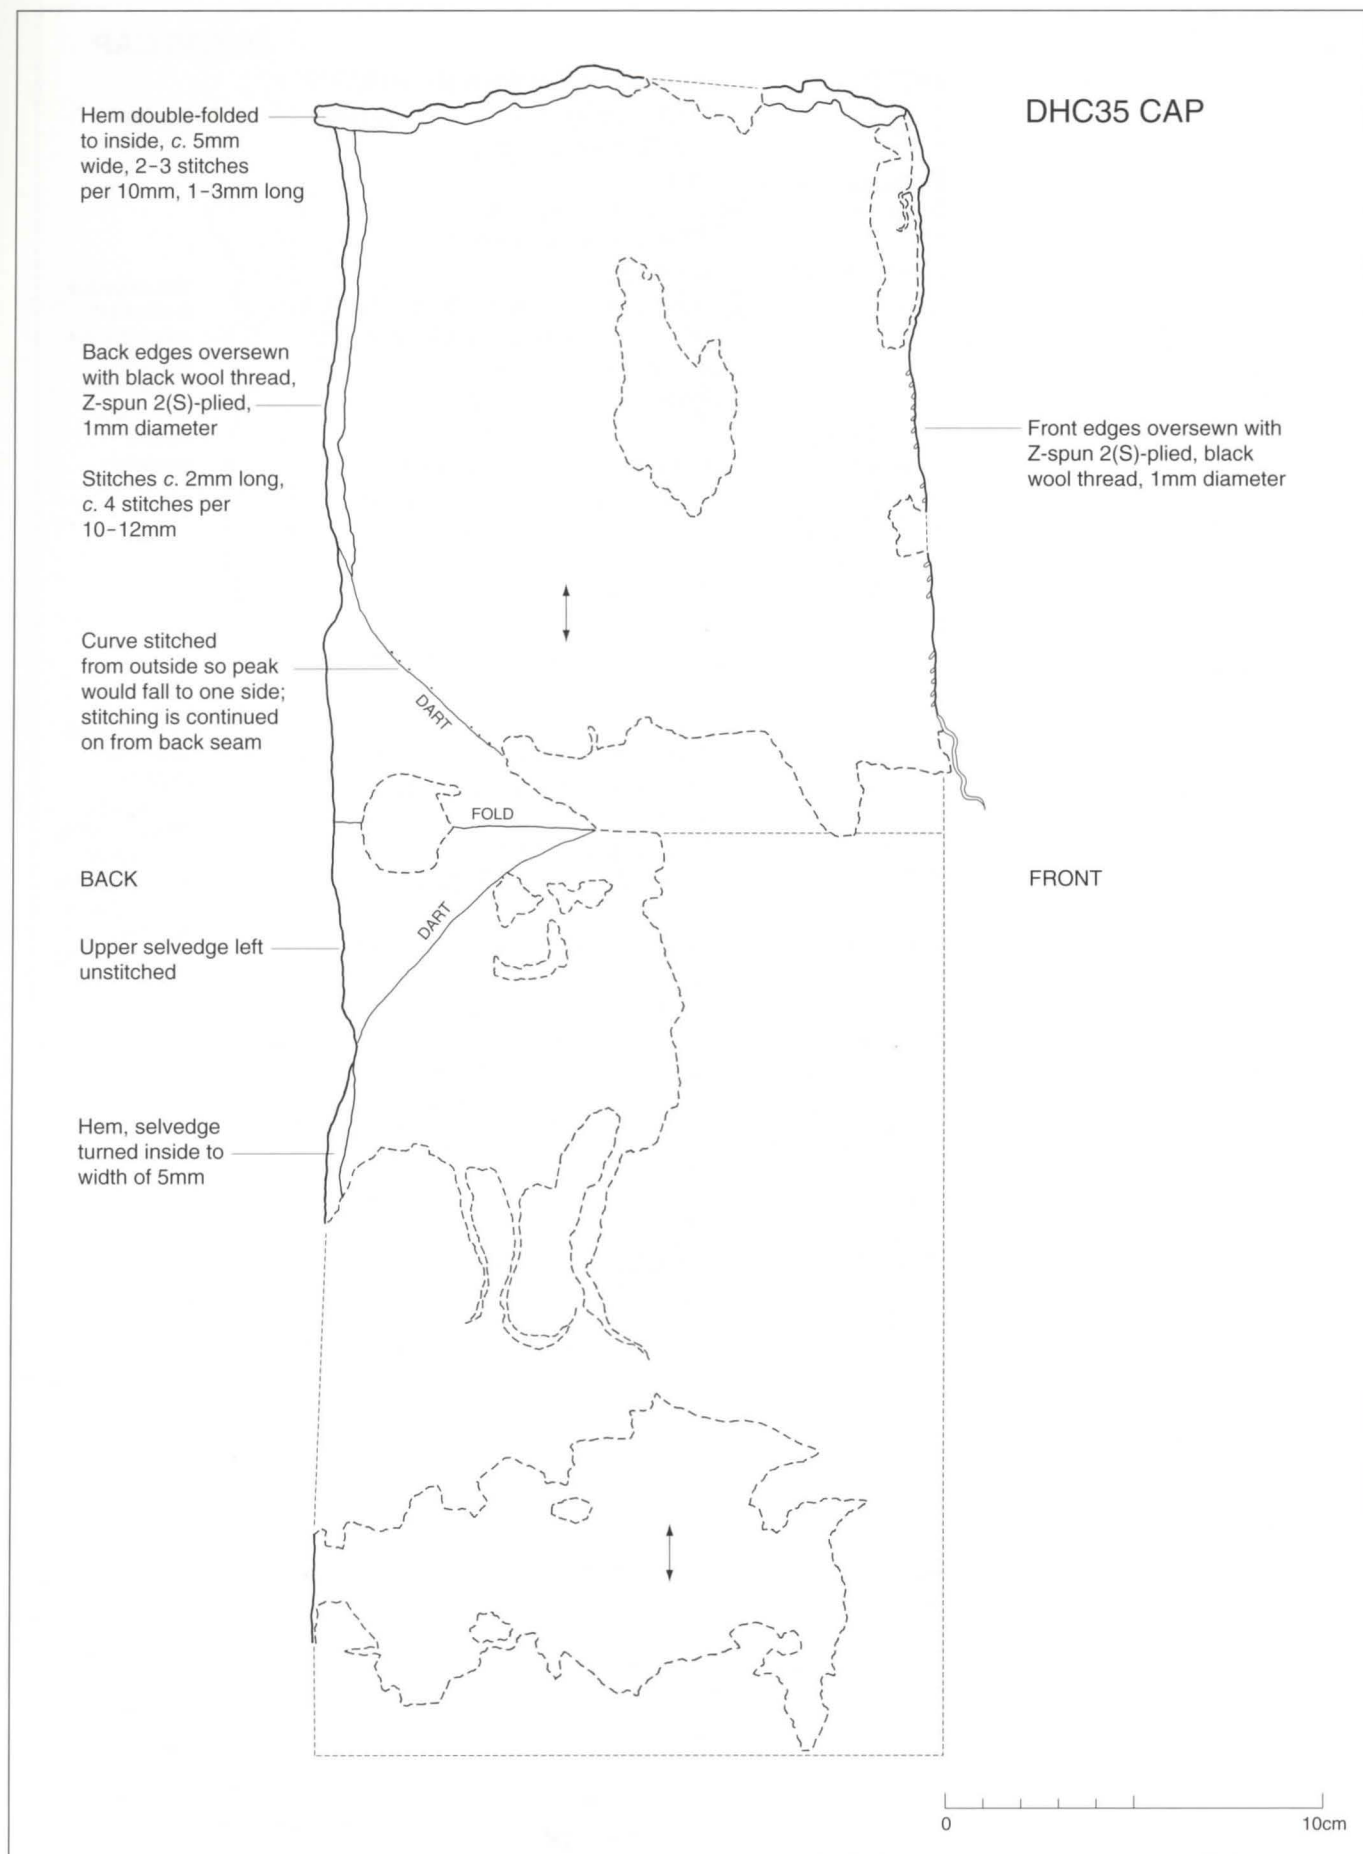 DHC35 CAP
Hem double-folded
to inside, c. 5mm
wide, 2–3 stitches
per 10mm, 1–3mm long
Back edges oversewn
with black wool thread,
Z-spun 2(S)-plied,
1mm diameter
Stitches c. 2mm long,
c. 4 stitches per
10–12mm
Front edges oversewn with
Z-spun 2(S)-plied, black
wool thread, 1mm diameter
Curve stitched
from outside so peak
would fall to one side;
stitching is continued
on from back seam
DART
FOLD
BACK
FRONT
DART
Upper selvedge left
unstitched
Hem, selvedge
turned inside to
width of 5mm
0
10cm